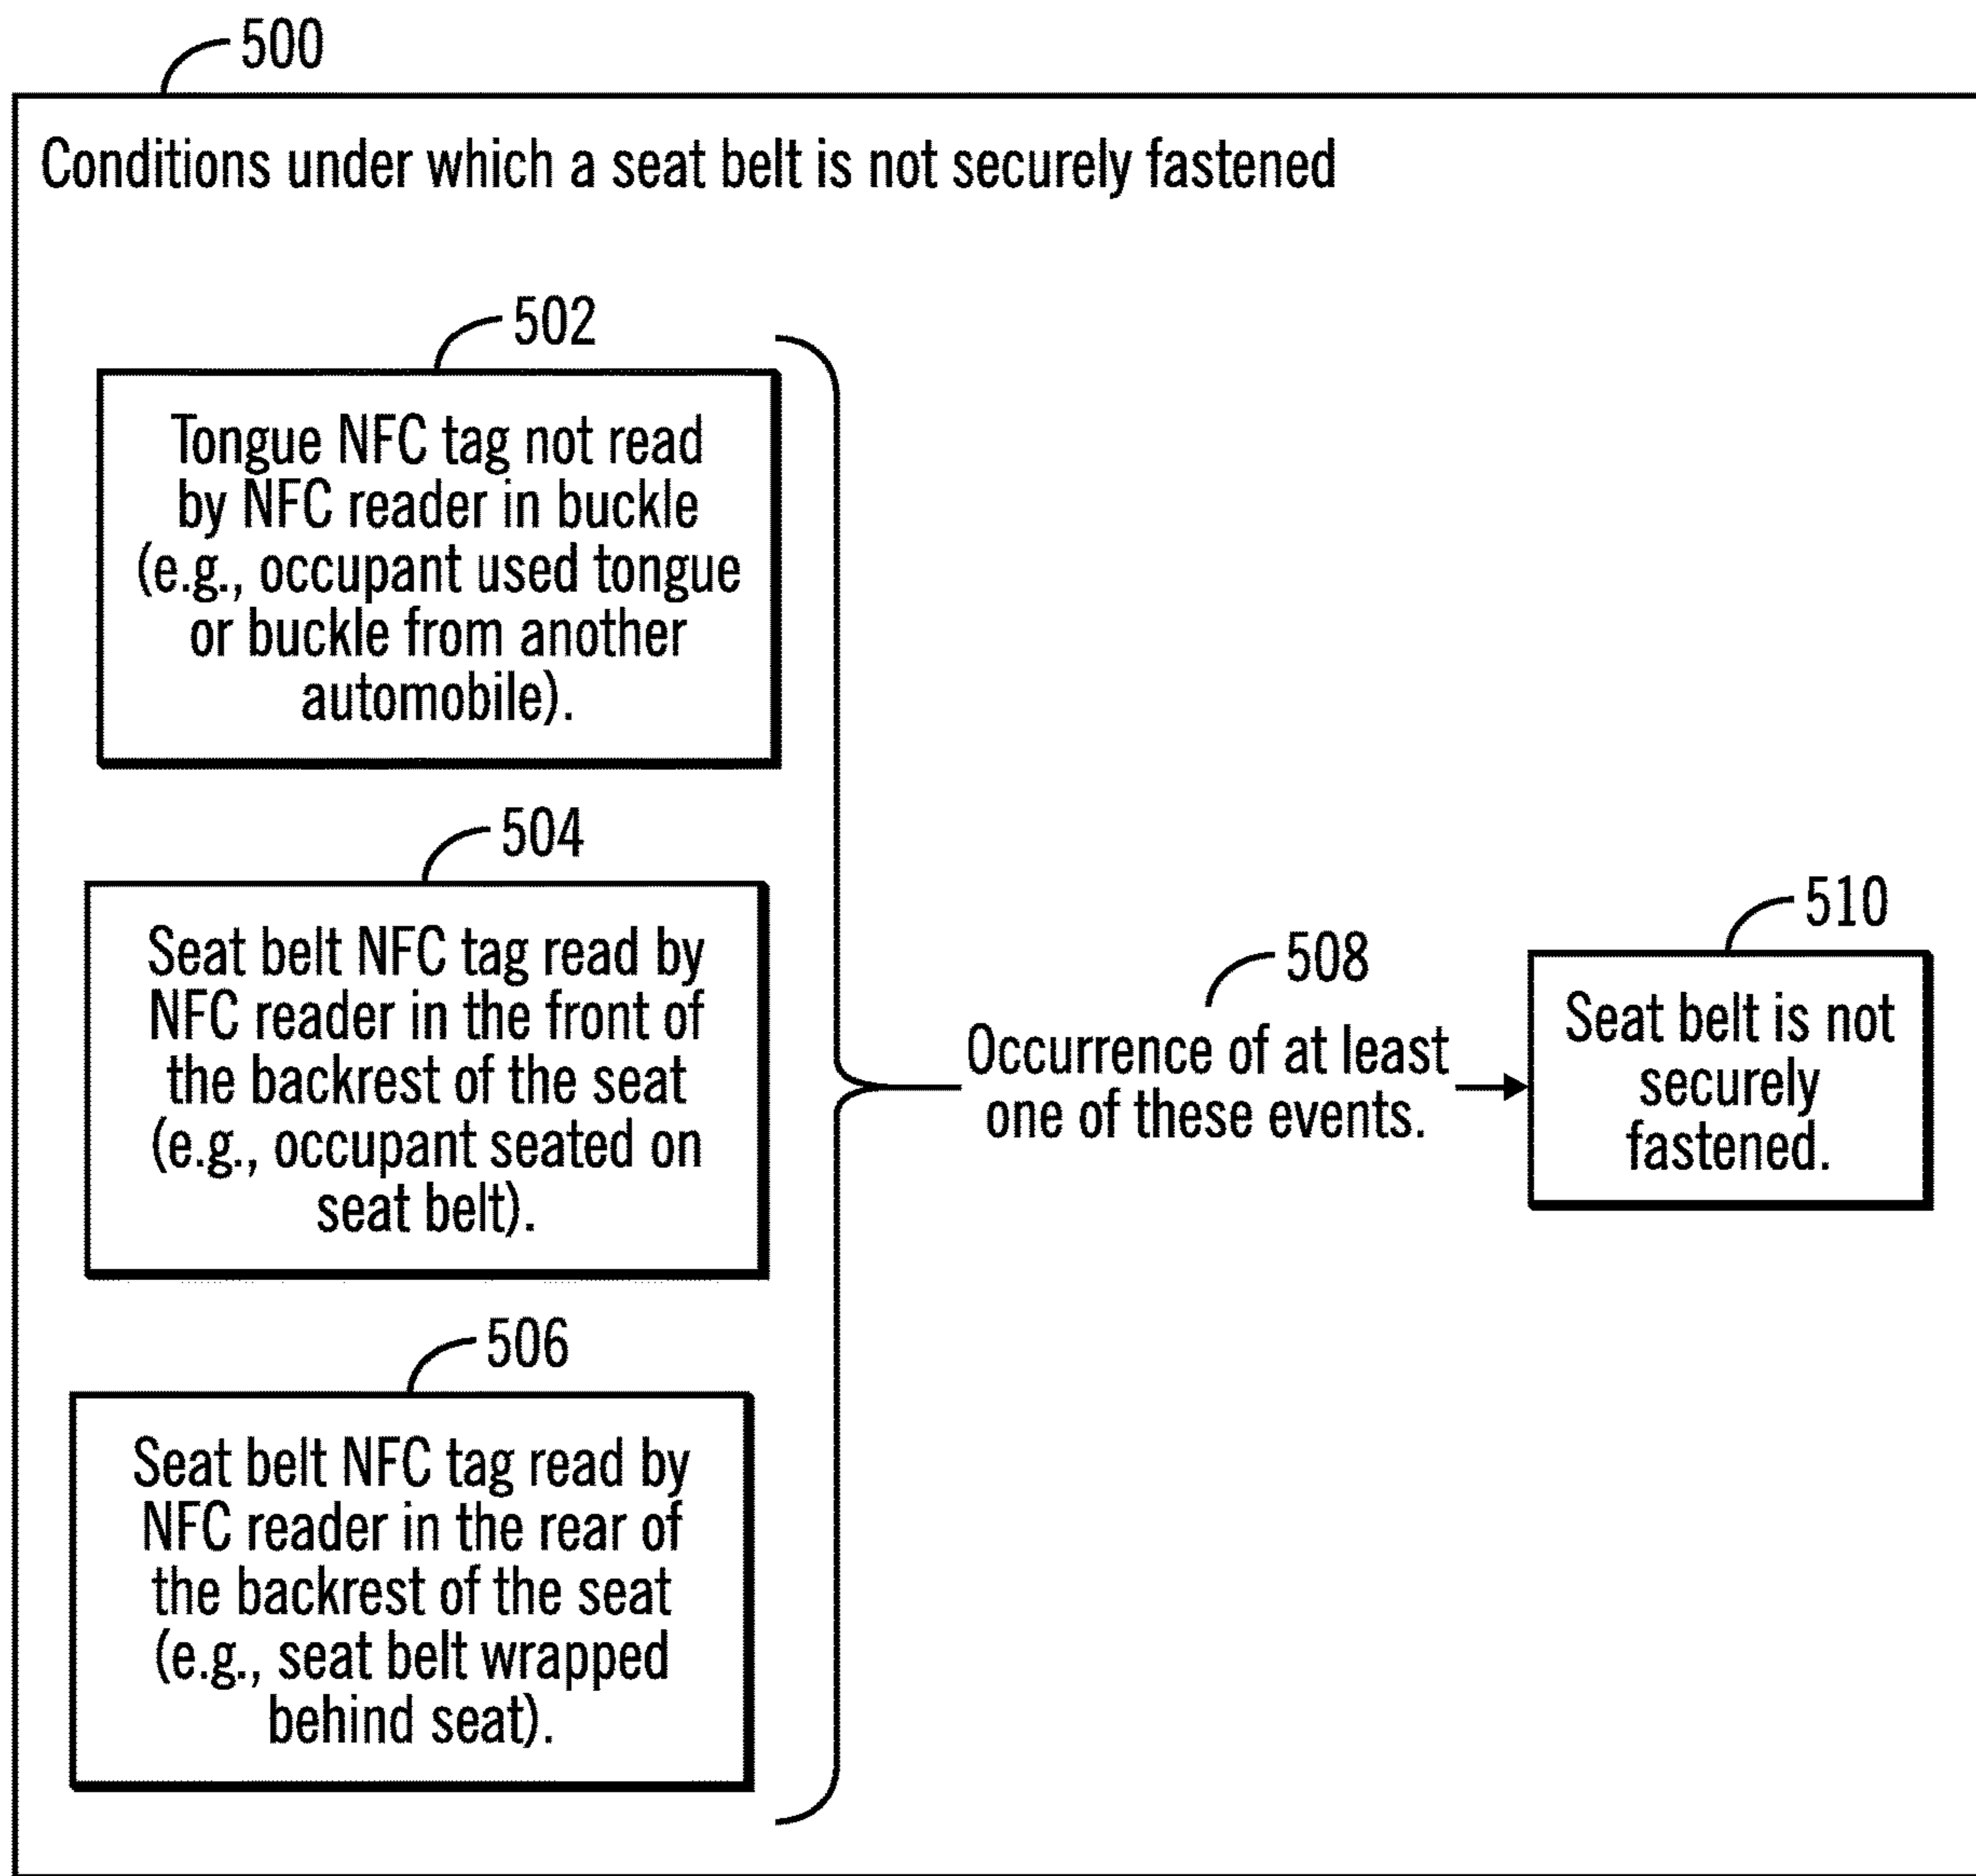 500
Conditions under which a seat belt is not securely fastened
502
Tongue NFC tag not read
by NFC reader in buckle
(e.g., occupant used tongue
or buckle from another
automobile).
504
Seat belt NFC tag read by
NFC reader in the front of
the backrest of the seat
(e.g., occupant seated on
seat belt).
506
Seat belt NFC tag read by
NFC reader in the rear of
the backrest of the seat
(e.g., seat belt wrapped
behind seat).
508
Occurrence of at least
one of these events.
510
Seat belt is not
securely
fastened.